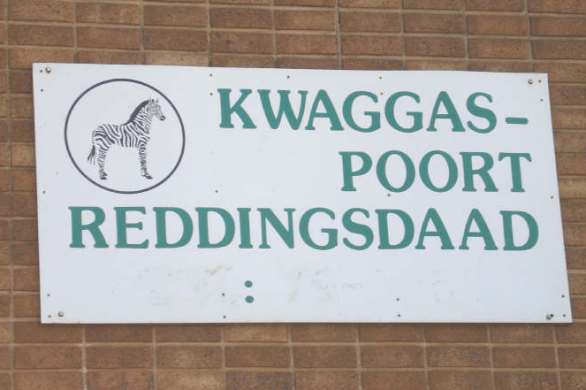 KWAGGAS-
POORT
REDDINGSDAAD
: